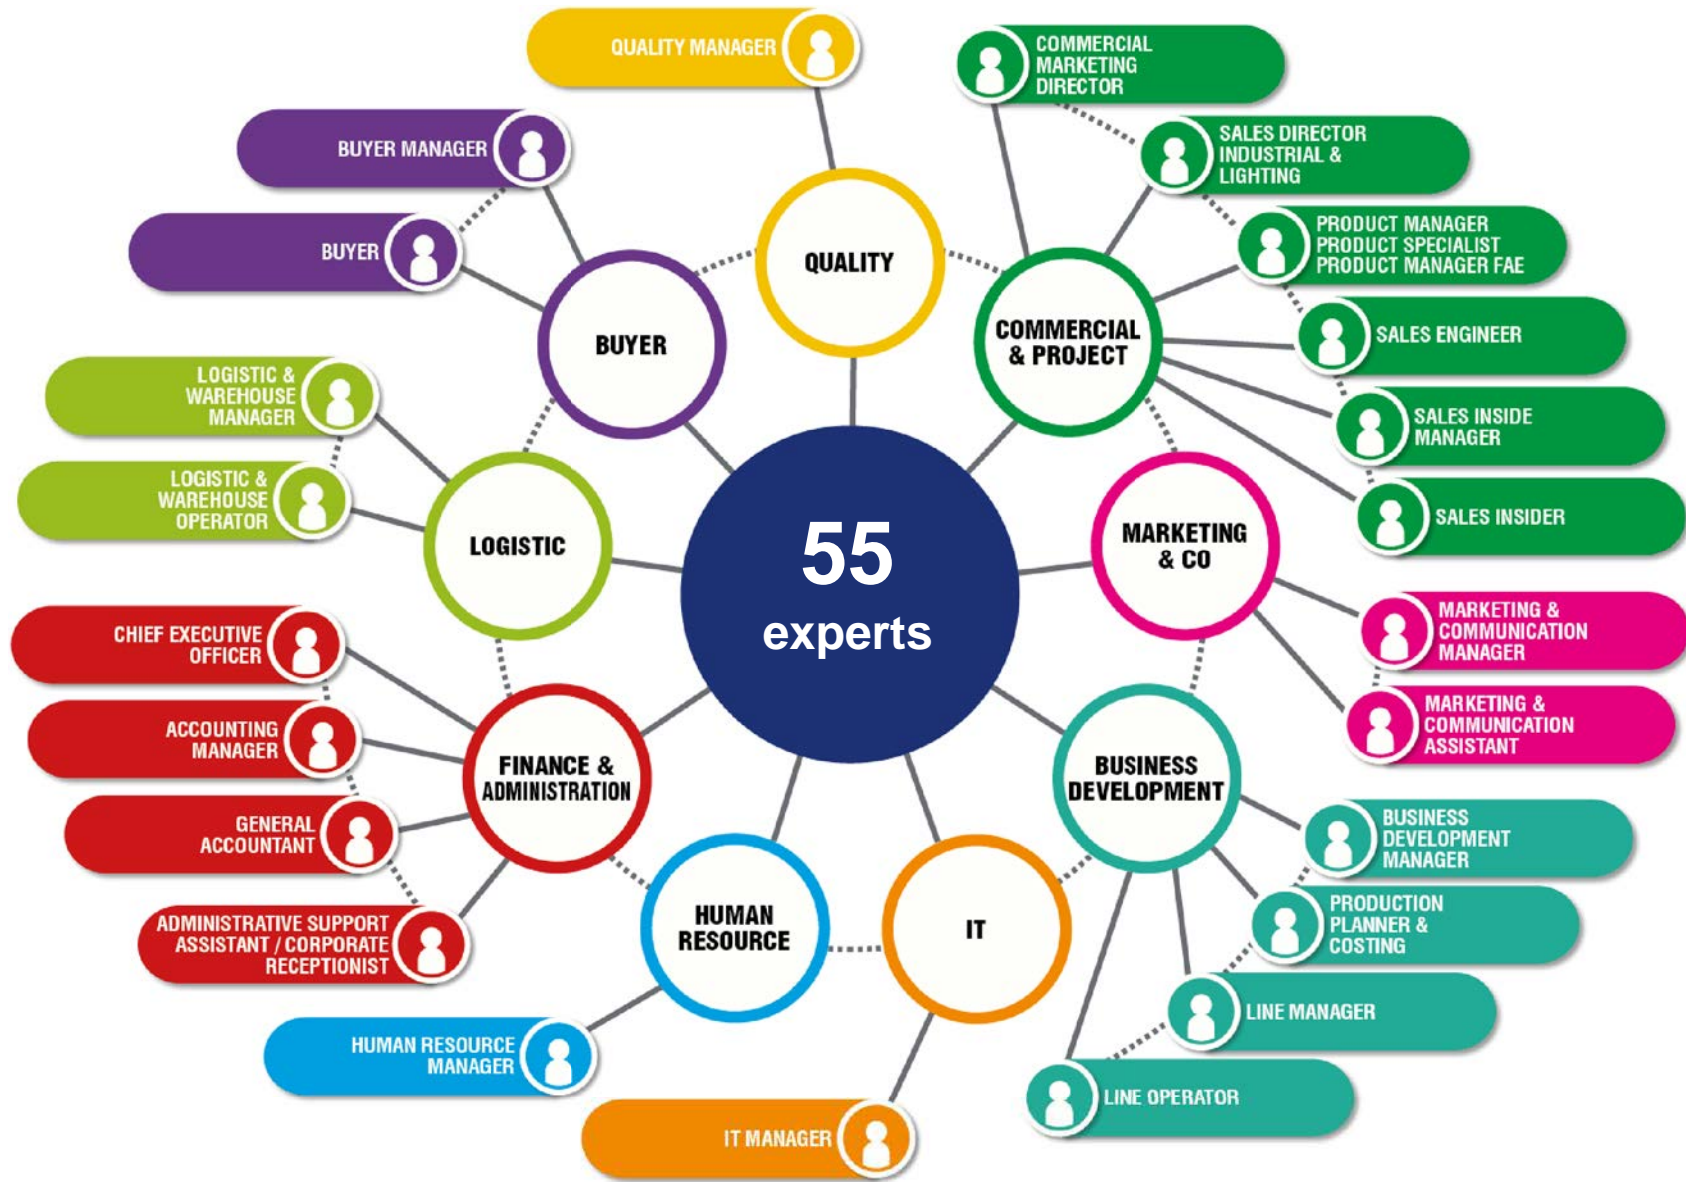 QUALITY MANAGER
COMMERCIAL
MARKETING
DIRECTOR
BUYER MANAGER
SALES DIRECTOR
INDUSTRIAL &
LIGHTING
BUYER
PRODUCT MANAGER
PRODUCT SPECIALIST
PRODUCT MANAGER FAE
QUALITY
BUYER
COMMERCIAL
& PROJECT
SALES ENGINEER
LOGISTIC &
WAREHOUSE
MANAGER
SALES INSIDE
MANAGER
LOGISTIC &
WAREHOUSE
OPERATOR
SALES INSIDER
LOGISTIC
55
experts
MARKETING
& CO
CHIEF EXECUTIVE
OFFICER
MARKETING &
COMMUNICATION
MANAGER
ACCOUNTING
MANAGER
MARKETING &
COMMUNICATION
ASSISTANT
FINANCE &
ADMINISTRATION
BUSINESS
DEVELOPMENT
GENERAL
ACCOUNTANT
BUSINESS
DEVELOPMENT
MANAGER
ADMINISTRATIVE SUPPORT
ASSISTANT / CORPORATE
RECEPTIONIST
HUMAN
RESOURCE
IT
PRODUCTION
PLANNER &
COSTING
LINE MANAGER
HUMAN RESOURCE
MANAGER
LINE OPERATOR
IT MANAGER